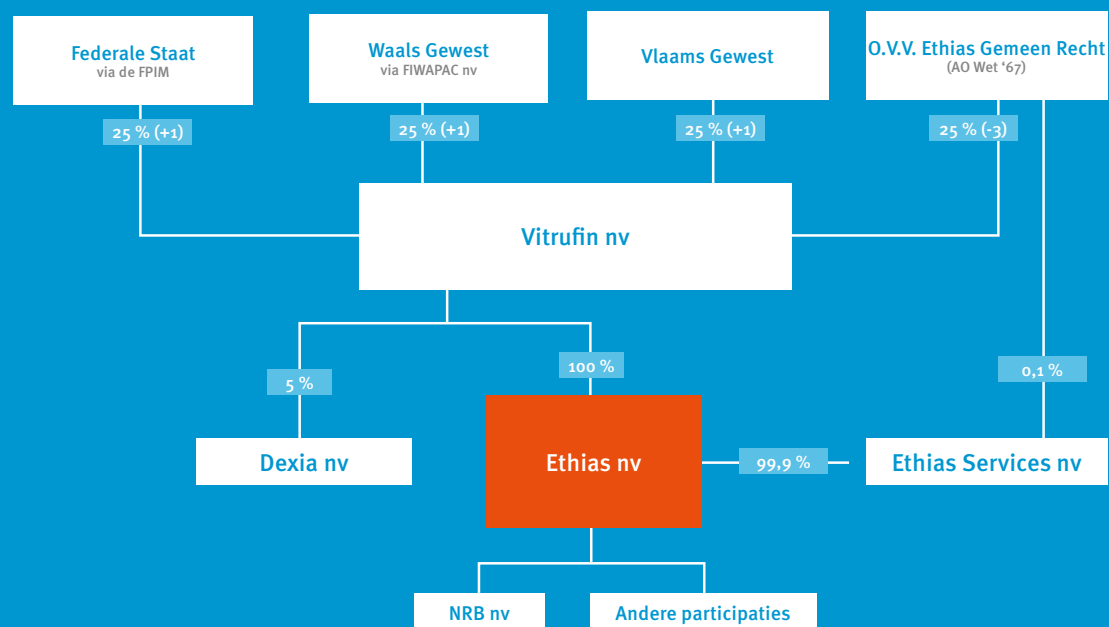 Federale Staat
via de FPIM
Waals Gewest
via FIWAPAC nv
Vlaams Gewest
O.V.V. Ethias Gemeen Recht
(AO Wet ‘67)
25 % (+1)
25 % (+1)
25 % (+1)
25 % (-3)
Vitrufin nv
5 %
100 %
0,1 %
Dexia nv
Ethias nv
99,9 %
Ethias Services nv
NRB nv
Andere participaties